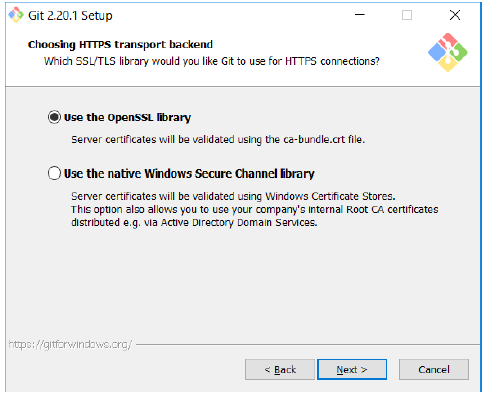 Git 2.20.1 Setup
Choosing HTTPS transport backend
Which SSL/TLS library would you like Git to use for HTTPS connections?
Use the OpenSSL library
Server certificates will be validated using the ca-bundle.crt file.
Use the native Windows Secure Channel library
Server certificates will be validated using Windows Certificate Stores.
This option also allows you to use your company's internal Root CA certificates
distributed e.g. via Active Directory Domain Services.
https://gitforwindows.org/
< Back
Next >
Cancel